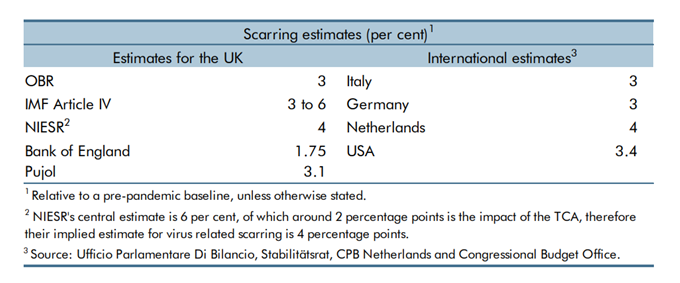 Scarring estimates (per cent)¹
Estimates for the UK International estimates³
OBR 3 Italy 3
IMF Article IV 3 to 6 Germany 3
NIESR² 4 Netherlands 4
Bank of England 1.75 USA 3.4
Pujol 3.1
¹ Relative to a pre-pandemic baseline, unless otherwise stated.
² NIESR's central estimate is 6 per cent, of which around 2 percentage points is the impact of the TCA, therefore
their implied estimate for virus related scarring is 4 percentage points.
³ Source: Ufficio Parlamentare Di Bilancio, Stabilitätsrat, CPB Netherlands and Congressional Budget Office.